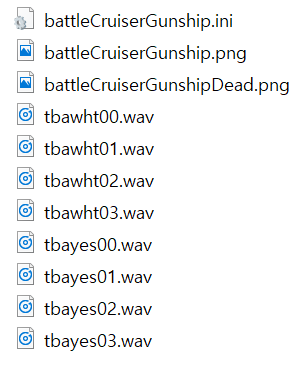 battleCruiserGunship.ini
battleCruiserGunship.png
battleCruiserGunshipDead.png
tbawht00.wav
tbawht01.wav
tbawht02.wav
tbawht03.wav
tbayes00.wav
tbayes01.wav
tbayes02.wav
tbayes03.wav